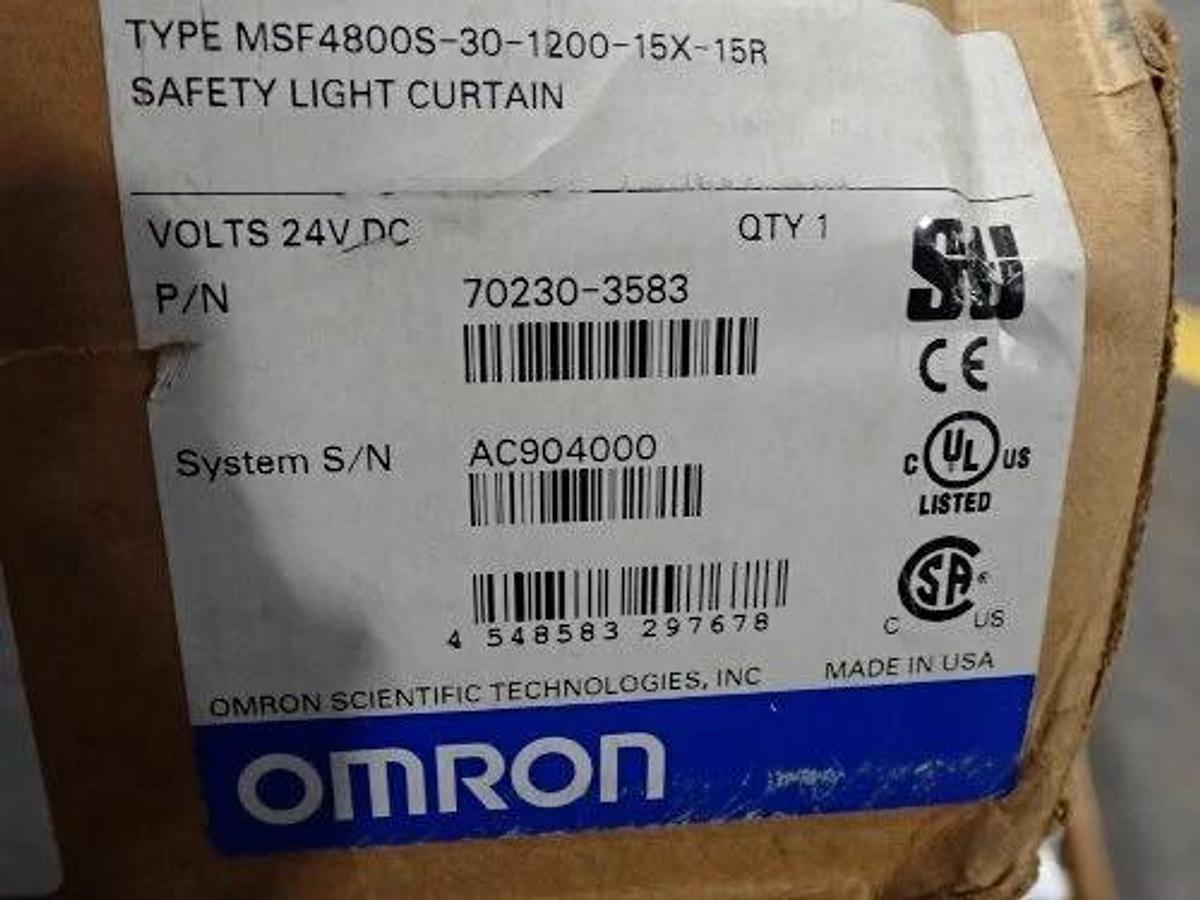 TYPE MSF4800S-30-1200-15X-15R
SAFETY LIGHT CURTAIN
VOLTS 24V DC
QTY 1
P/N 70230-3583
CE
System S/N AC904000
C UL US
LISTED
4 548583 297678
SA ®
C US
OMRON SCIENTIFIC TECHNOLOGIES, INC
MADE IN USA
OMRON